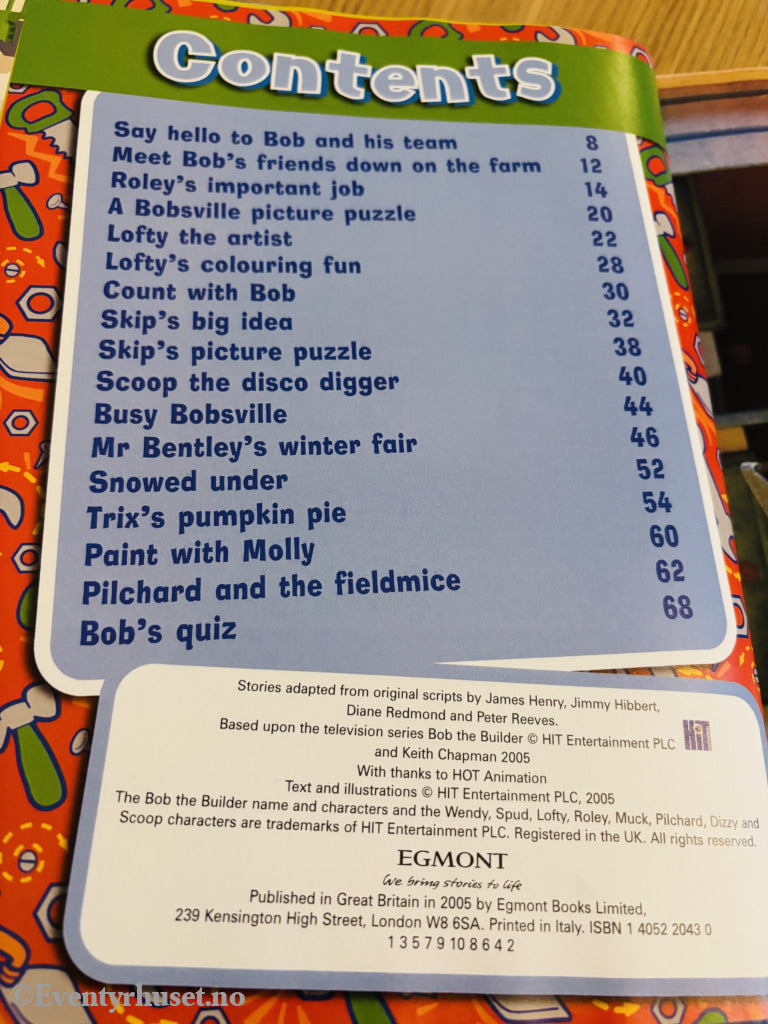 Contents
Say hello to Bob and his team 8
Meet Bob's friends down on the farm 12
Roley's important job 14
A Bobsville picture puzzle 20
Lofty the artist 22
Lofty's colouring fun 28
Count with Bob 30
Skip's big idea 32
Skip's picture puzzle 38
Scoop the disco digger 40
Busy Bobsville 44
Mr Bentley's winter fair 46
Snowed under 52
Trix's pumpkin pie 54
Paint with Molly 60
Pilchard and the fieldmice 62
Bob's quiz 68
Stories adapted from original scripts by James Henry, Jimmy Hibbert,
Diane Redmond and Peter Reeves.
Based upon the television series Bob the Builder © HIT Entertainment PLC
and Keith Chapman 2005
HIT
With thanks to HOT Animation
Text and illustrations © HIT Entertainment PLC, 2005
The Bob the Builder name and characters and the Wendy, Spud, Lofty, Roley, Muck, Pilchard, Dizzy and
Scoop characters are trademarks of HIT Entertainment PLC. Registered in the UK. All rights reserved.
EGMONT
We bring stories to life
Published in Great Britain in 2005 by Egmont Books Limited,
239 Kensington High Street, London W8 6SA. Printed in Italy. ISBN 1 4052 2043 0
1 3 5 7 9 10 8 6 4 2
©Eventyrhuset.no